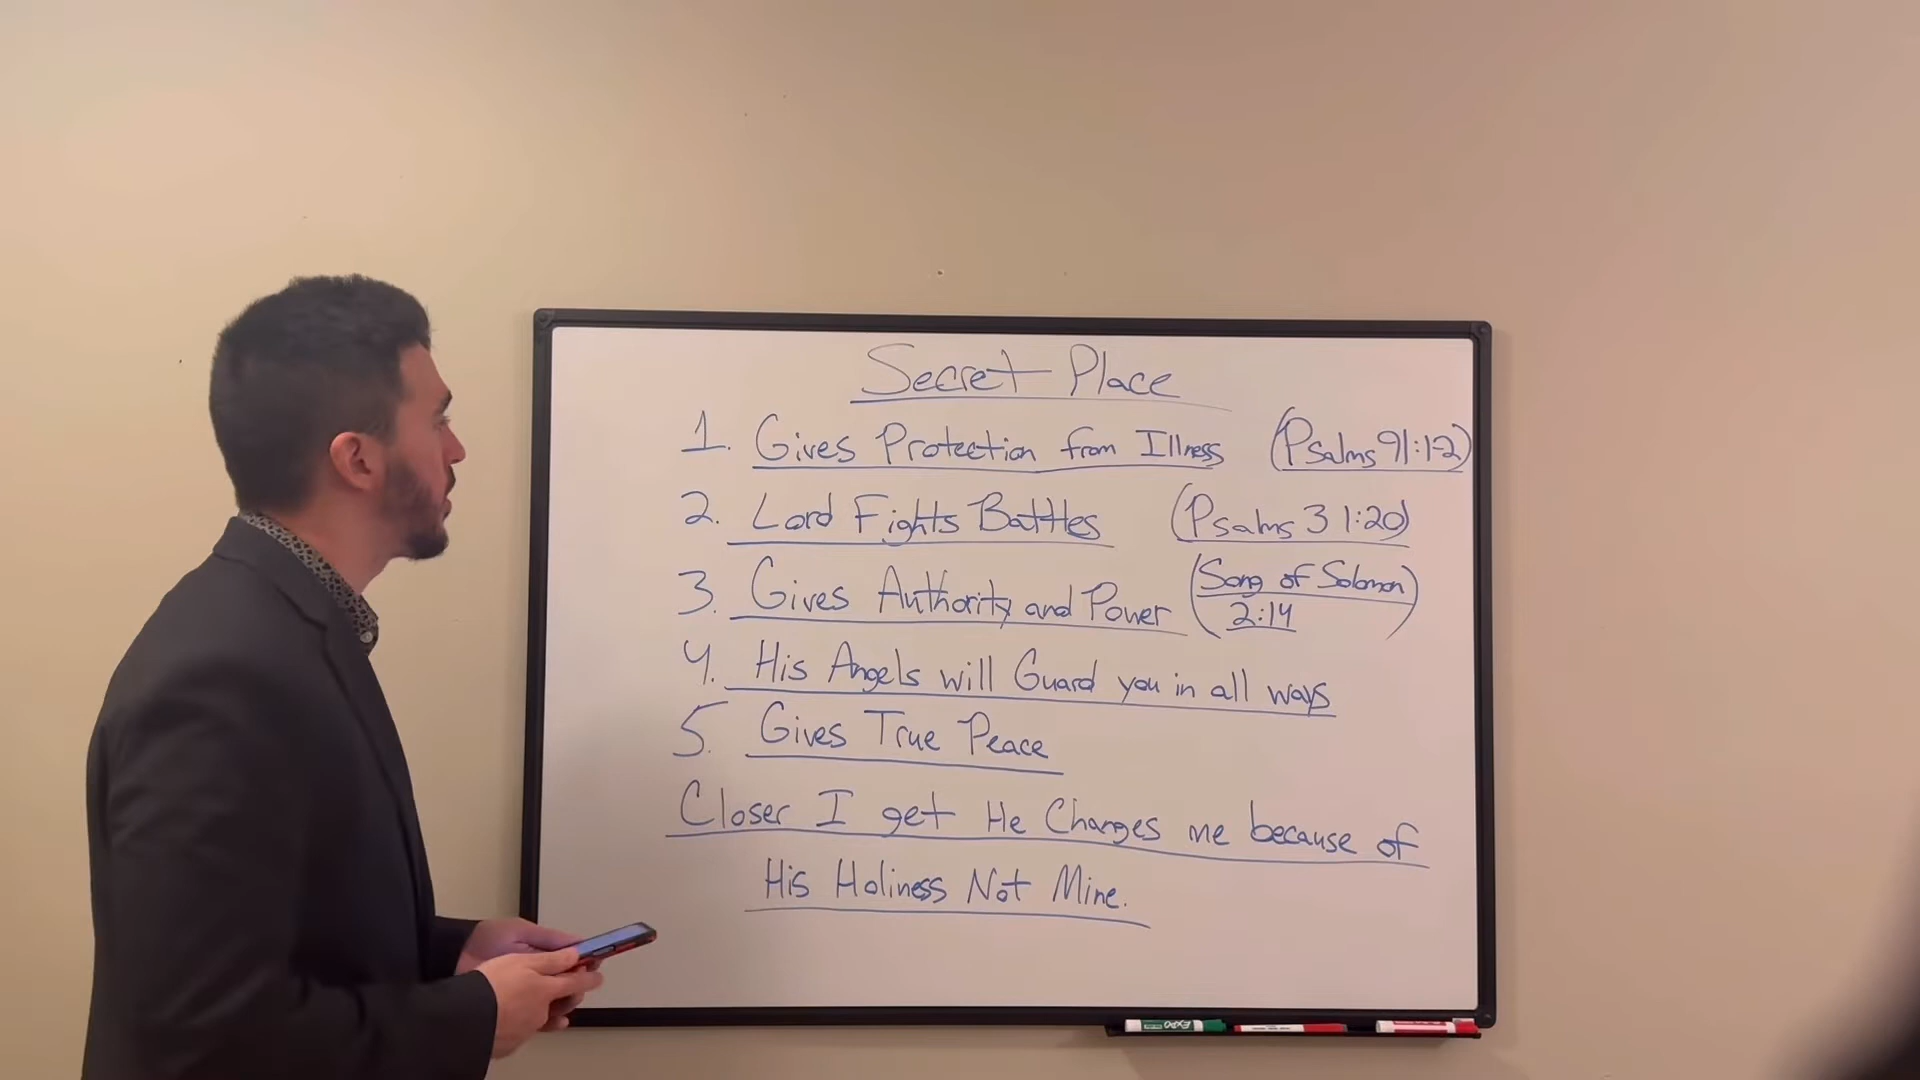 Secret Place
1. Gives Protection from Illness (Psalms 91:1-2)
2. Lord Fights Battles (Psalms 31:20)
3. Gives Authority and Power (Song of Solomon
2:14)
4. His Angels will Guard you in all ways
5. Gives True Peace
Closer I get He Changes me because of
His Holiness Not Mine.
EXPO